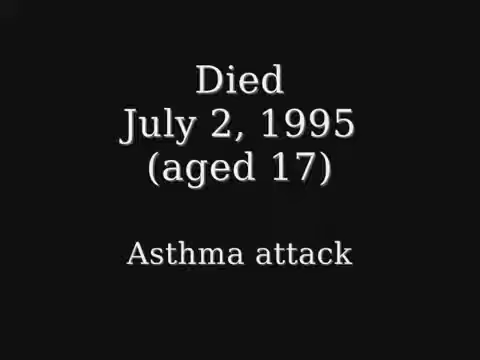 Died
July 2, 1995
(aged 17)
Asthma attack